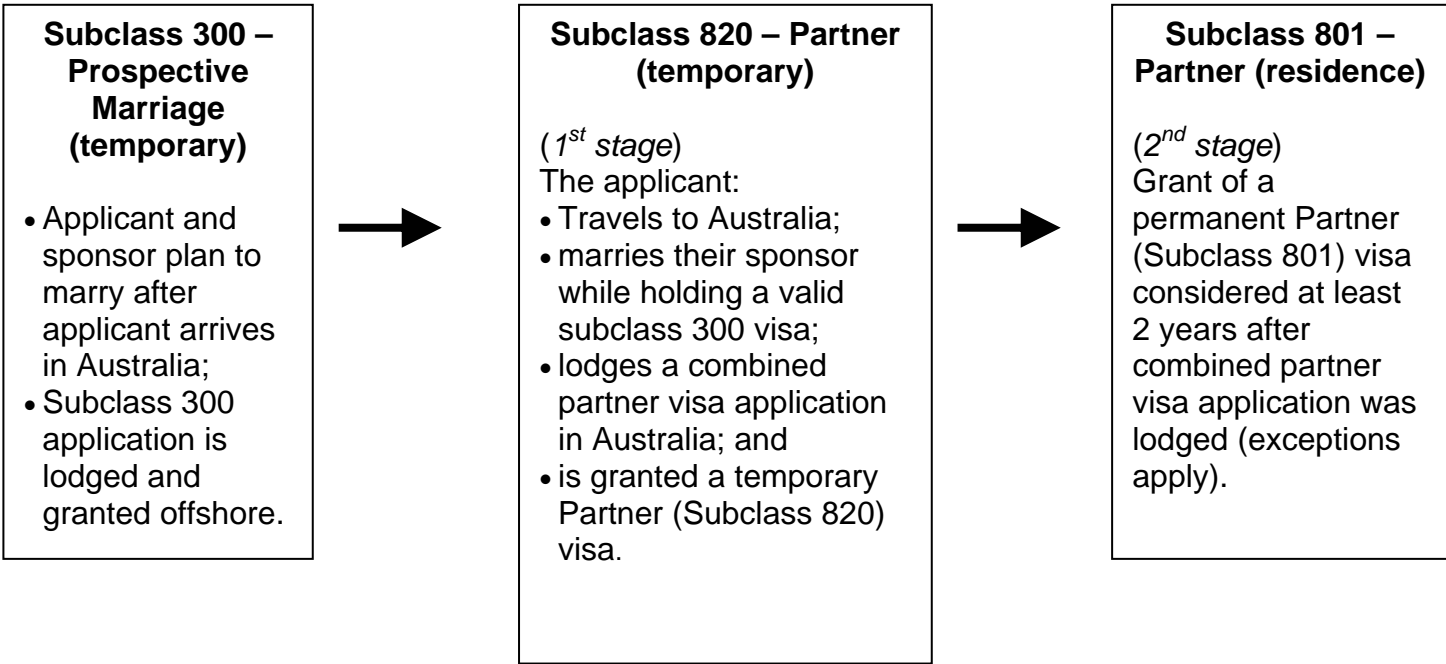 Subclass 300 –
Prospective
Marriage
(temporary)
• Applicant and
sponsor plan to
marry after
applicant arrives
in Australia;
• Subclass 300
application is
lodged and
granted offshore.
Subclass 820 – Partner
(temporary)
(1st stage)
The applicant:
• Travels to Australia;
• marries their sponsor
while holding a valid
subclass 300 visa;
• lodges a combined
partner visa application
in Australia; and
• is granted a temporary
Partner (Subclass 820)
visa.
Subclass 801 –
Partner (residence)
(2nd stage)
Grant of a
permanent Partner
(Subclass 801) visa
considered at least
2 years after
combined partner
visa application was
lodged (exceptions
apply).